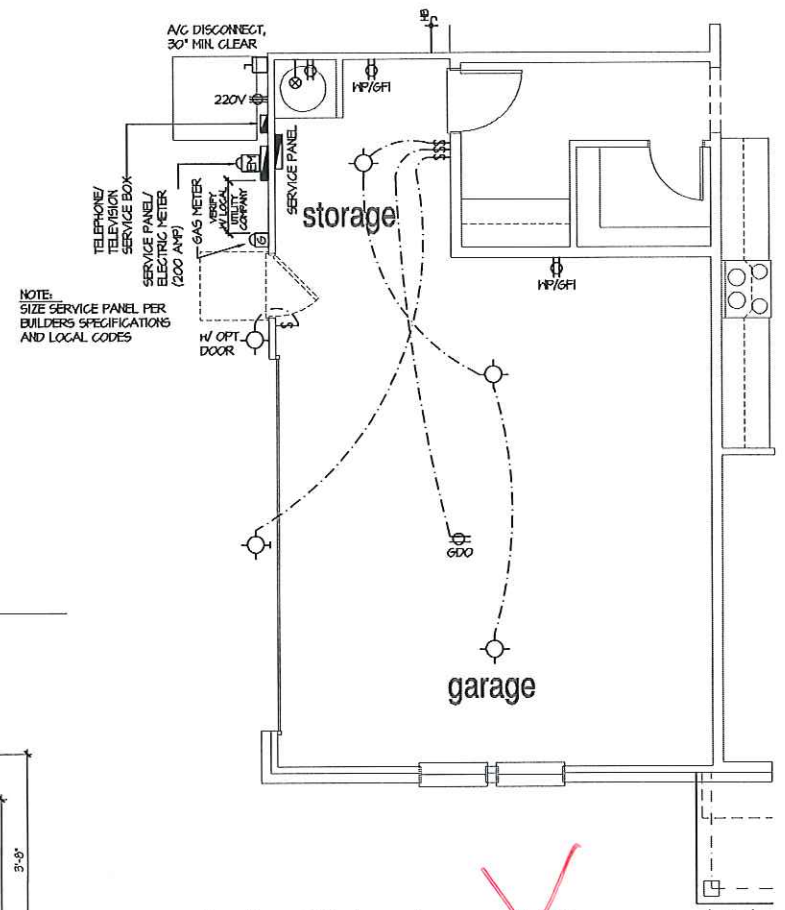 HB
A/C DISCONNECT,
30" MIN. CLEAR
WP/GFI
220V
TELEPHONE/
TELEVISION
SERVICE BOX
SERVICE PANEL/
ELECTRIC METER
(200 AMP)
EM
GAS METER
VERIFY
W/ LOCAL
UTILITY
COMPANY
G
SERVICE PANEL
$$$
storage
WP/GFI
NOTE:
SIZE SERVICE PANEL PER
BUILDERS SPECIFICATIONS
AND LOCAL CODES
W/ OPT
DOOR
$
GDO
garage
3'-8"